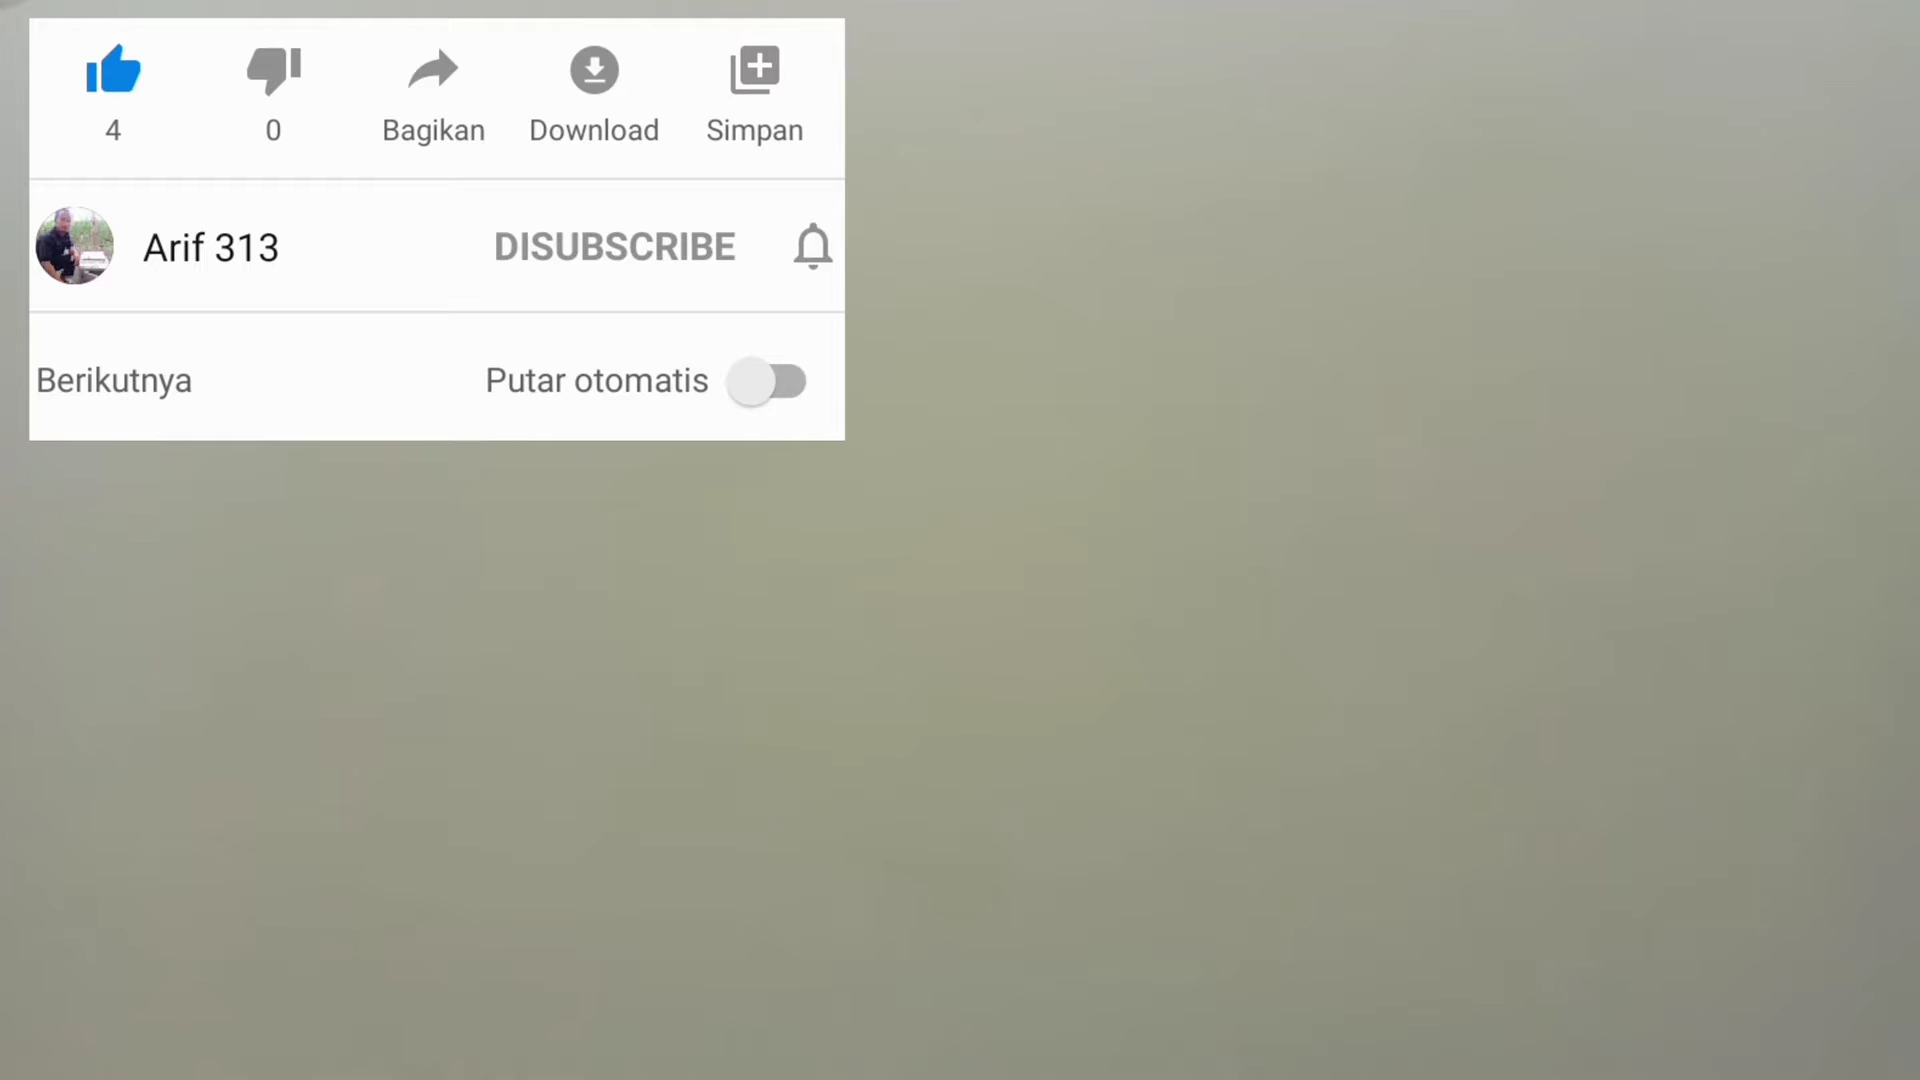 4
0
Bagikan
Download
Simpan
Arif 313
DISUBSCRIBE
Berikutnya
Putar otomatis